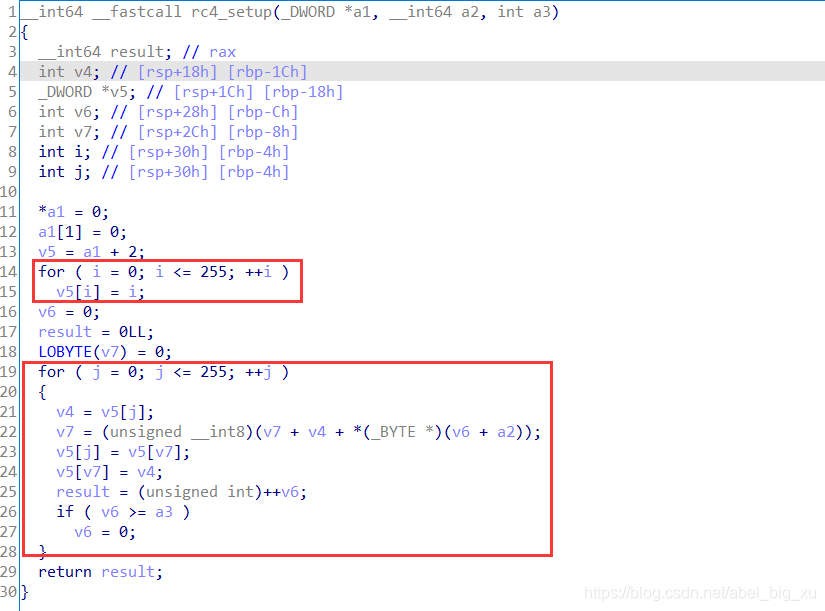 1 __int64 __fastcall rc4_setup(_DWORD *a1, __int64 a2, int a3)
2 {
3   __int64 result; // rax
4   int v4; // [rsp+18h] [rbp-1Ch]
5   _DWORD *v5; // [rsp+1Ch] [rbp-18h]
6   int v6; // [rsp+28h] [rbp-Ch]
7   int v7; // [rsp+2Ch] [rbp-8h]
8   int i; // [rsp+30h] [rbp-4h]
9   int j; // [rsp+30h] [rbp-4h]
10
11   *a1 = 0;
12   a1[1] = 0;
13   v5 = a1 + 2;
14   for ( i = 0; i <= 255; ++i )
15     v5[i] = i;
16   v6 = 0;
17   result = 0LL;
18   LOBYTE(v7) = 0;
19   for ( j = 0; j <= 255; ++j )
20   {
21     v4 = v5[j];
22     v7 = (unsigned __int8)(v7 + v4 + *(_BYTE *)(v6 + a2));
23     v5[j] = v5[v7];
24     v5[v7] = v4;
25     result = (unsigned int)++v6;
26     if ( v6 >= a3 )
27       v6 = 0;
28   }
29   return result;
30 }
https://blog.csdn.net/abel_big_xu